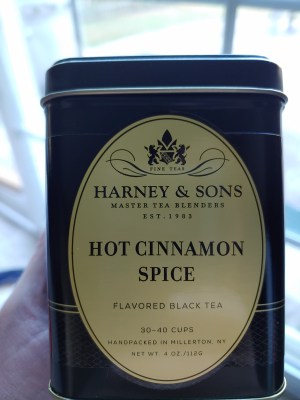 FINE TEAS
HARNEY & SONS
MASTER TEA BLENDERS
EST. 1983
HOT CINNAMON
SPICE
FLAVORED BLACK TEA
30-40 CUPS
HANDPACKED IN MILLERTON, NY
NET WT. 4 OZ/112G